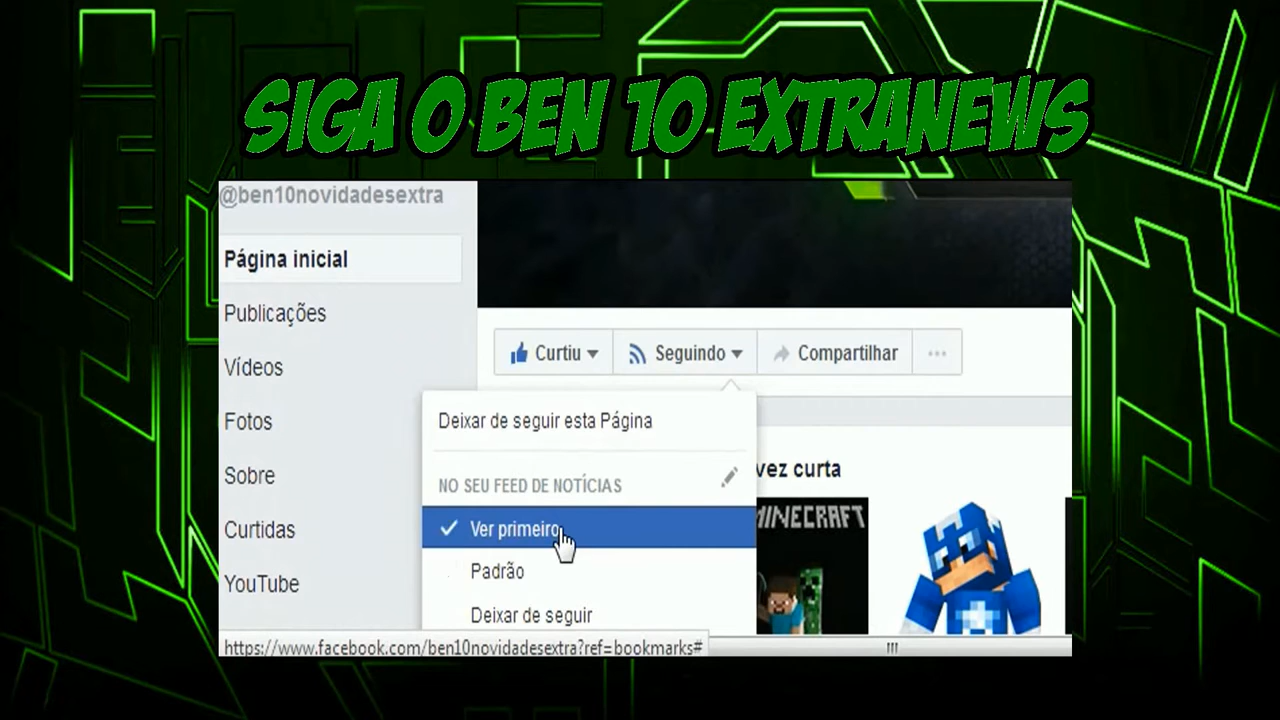 SIGA O BEN 10 EXTRANEWS
@ben10novidadesextra
Página inicial
Publicações
Vídeos
Fotos
Sobre
Curtidas
YouTube
Curtiu
Seguindo
Compartilhar
Deixar de seguir esta Página
NO SEU FEED DE NOTÍCIAS
Ver primeiro
Padrão
Deixar de seguir
vez curta
MINECRAFT
https://www.facebook.com/ben10novidadesextra?ref=bookmarks#